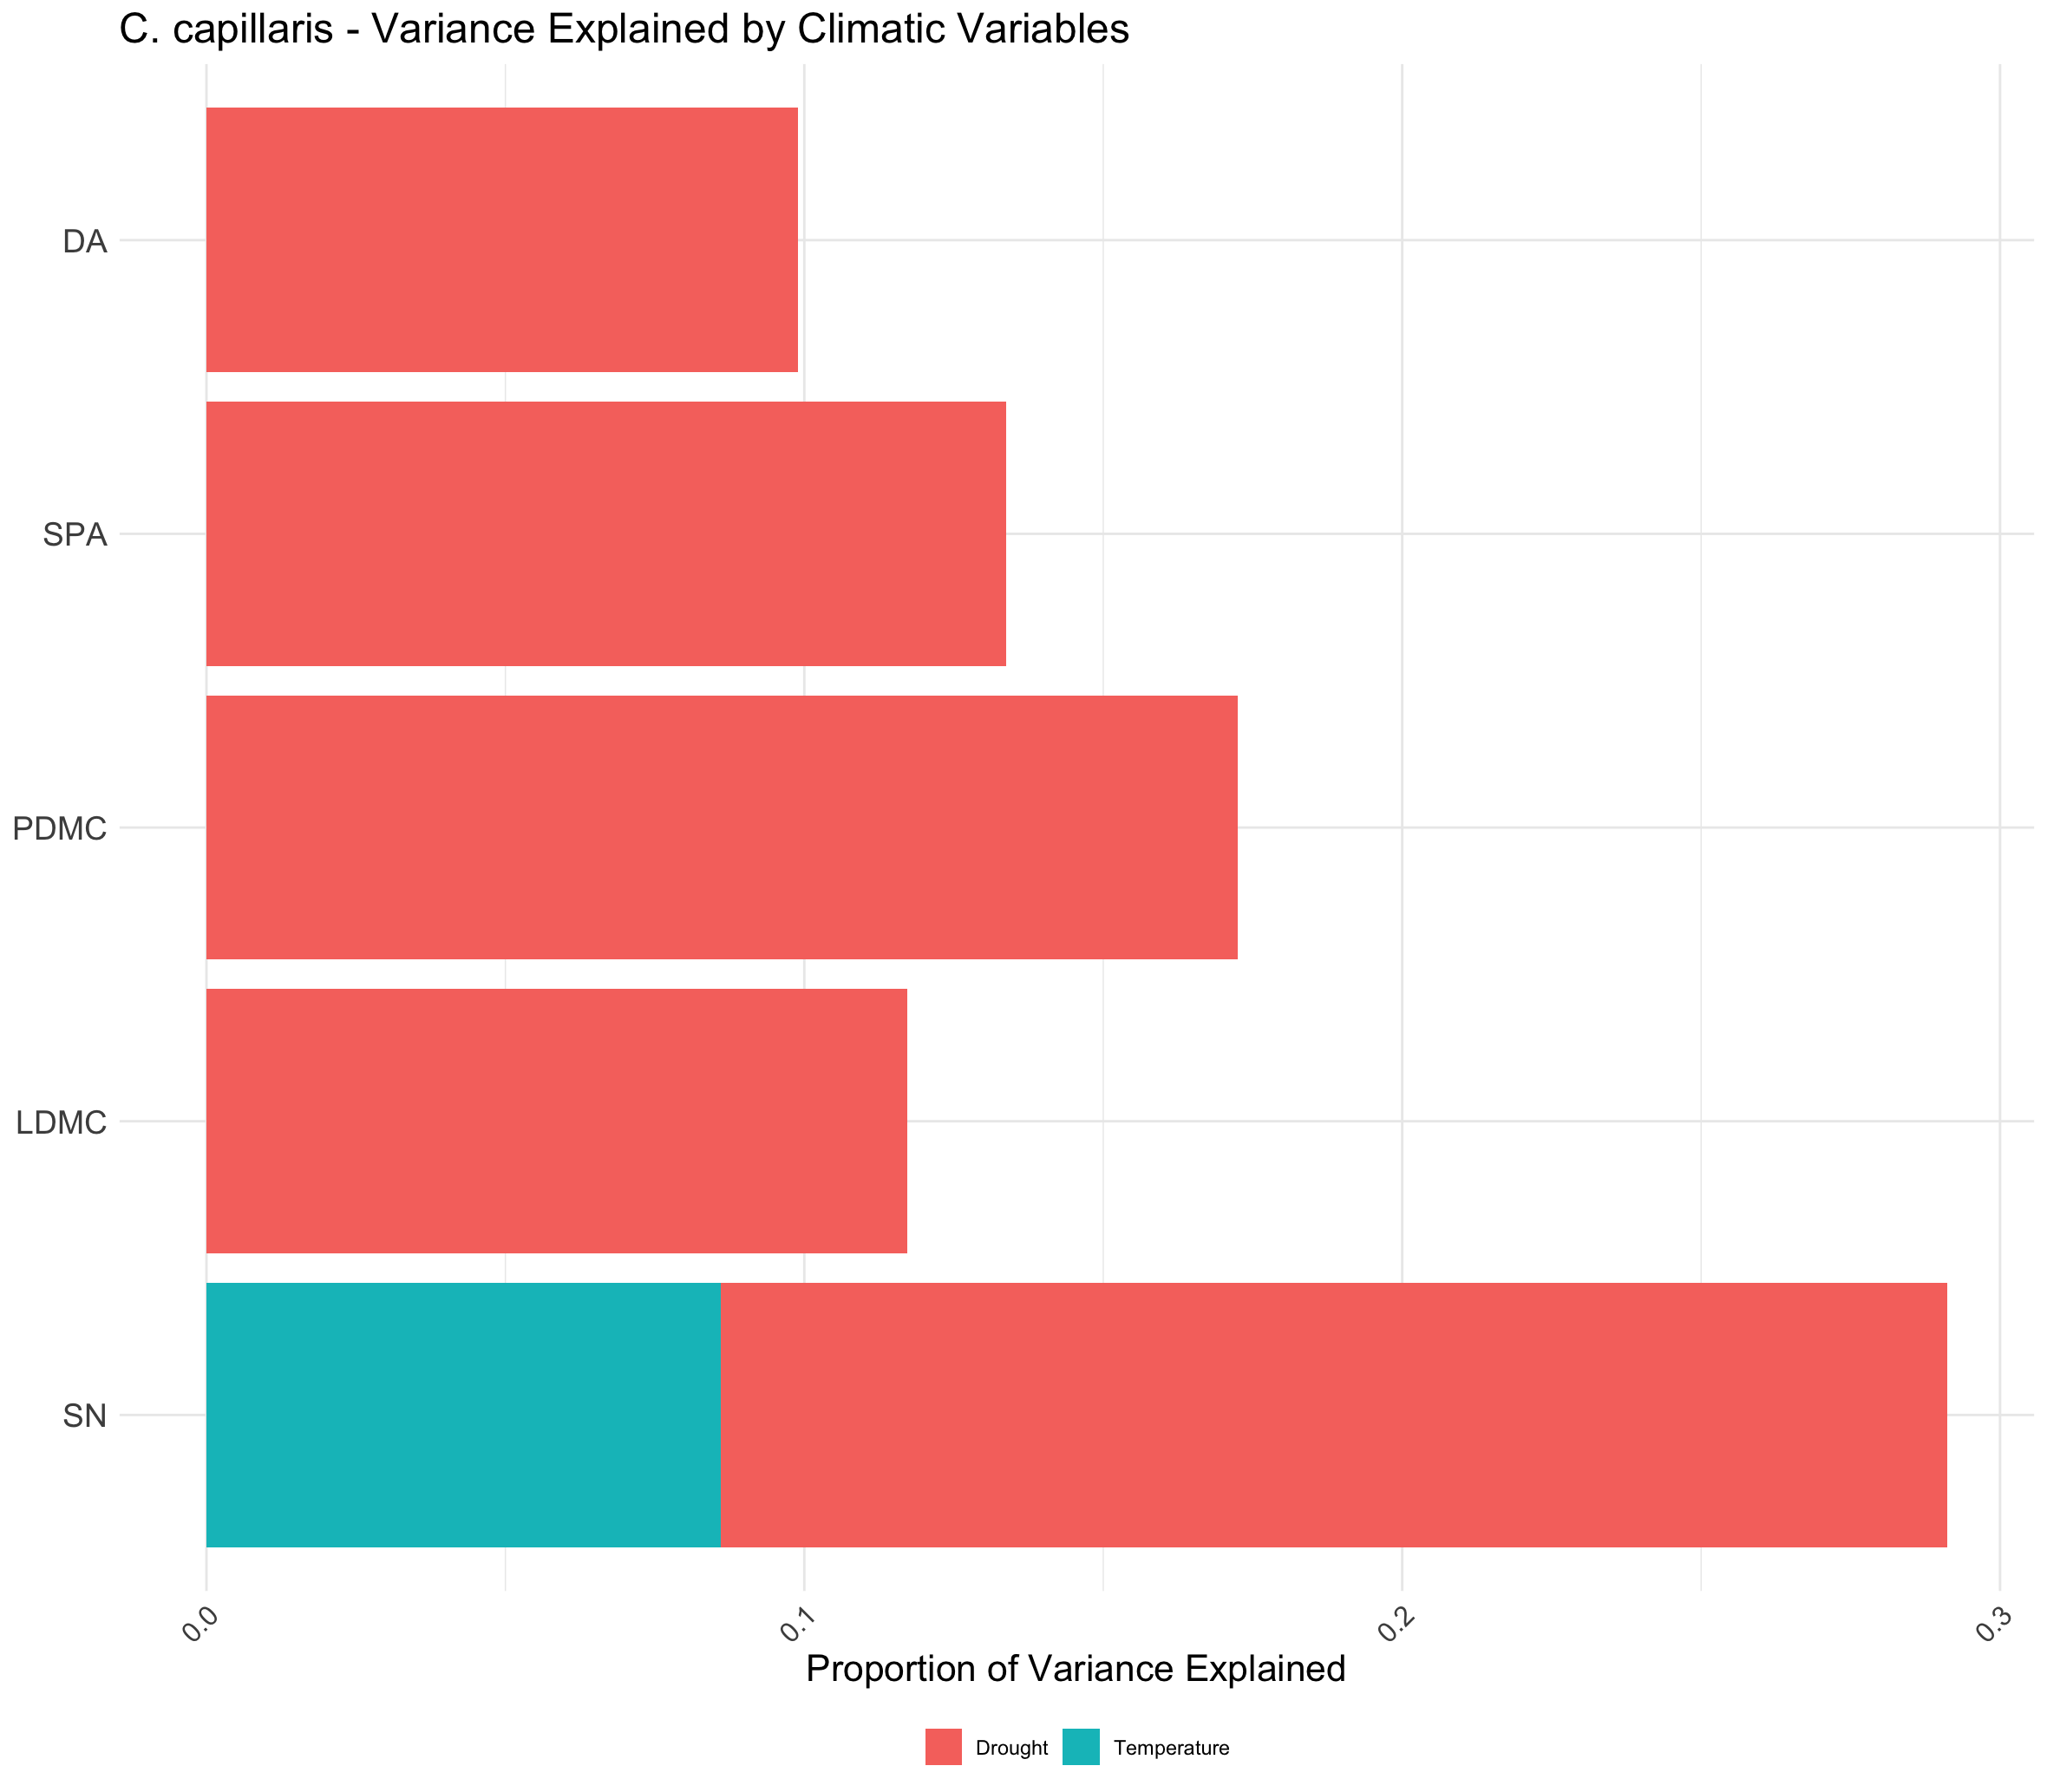 C. capillaris - Variance Explained by Climatic Variables
DA
SPA
PDMC
LDMC
SN
0.0 0.1 0.2 0.3
Proportion of Variance Explained
Drought Temperature